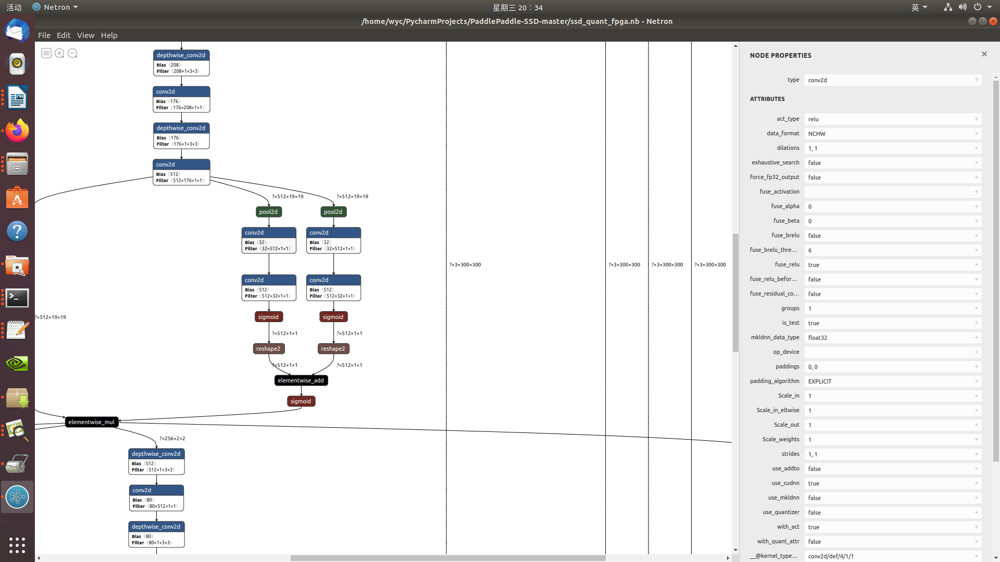 活动
Netron
星期三 20：34
英
/home/wyc/PycharmProjects/PaddlePaddle-SSD-master/ssd_quant_fpga.nb - Netron
File Edit View Help
depthwise_conv2d
Bias 〈208〉
Filter 〈208×1×3×3〉
conv2d
Bias 〈176〉
Filter 〈176×208×1×1〉
depthwise_conv2d
Bias 〈176〉
Filter 〈176×1×3×3〉
conv2d
Bias 〈512〉
Filter 〈512×176×1×1〉
?×512×19×19
?×512×19×19
pool2d
pool2d
conv2d
Bias 〈32〉
Filter 〈32×512×1×1〉
conv2d
Bias 〈32〉
Filter 〈32×512×1×1〉
?×3×300×300
?×3×300×300
?×3×300×300
?×3×300×300
conv2d
Bias 〈512〉
Filter 〈512×32×1×1〉
conv2d
Bias 〈512〉
Filter 〈512×32×1×1〉
sigmoid
sigmoid
?×512×19×19
?×512×1×1
?×512×1×1
reshape2
reshape2
?×512×1×1
?×512×1×1
elementwise_add
sigmoid
elementwise_mul
?×256×2×2
depthwise_conv2d
Bias 〈512〉
Filter 〈512×1×3×3〉
conv2d
Bias 〈80〉
Filter 〈80×512×1×1〉
depthwise_conv2d
Bias 〈80〉
Filter 〈80×1×3×3〉
NODE PROPERTIES
type conv2d ?
ATTRIBUTES
act_type relu +
data_format NCHW +
dilations 1, 1 +
exhaustive_search false +
force_fp32_output false +
fuse_activation +
fuse_alpha 0 +
fuse_beta 0 +
fuse_brelu false +
fuse_brelu_thre... 6 +
fuse_relu true +
fuse_relu_befor... false +
fuse_residual_co... false +
groups 1 +
is_test true +
mkldnn_data_type float32 +
op_device +
paddings 0, 0 +
padding_algorithm EXPLICIT +
Scale_in 1 +
Scale_in_eltwise 1 +
Scale_out 1 +
Scale_weights 1 +
strides 1, 1 +
use_addto false +
use_cudnn true +
use_mkldnn false +
use_quantizer false +
with_act true +
with_quant_attr false +
__@kernel_type... conv2d/def/4/1/1 +